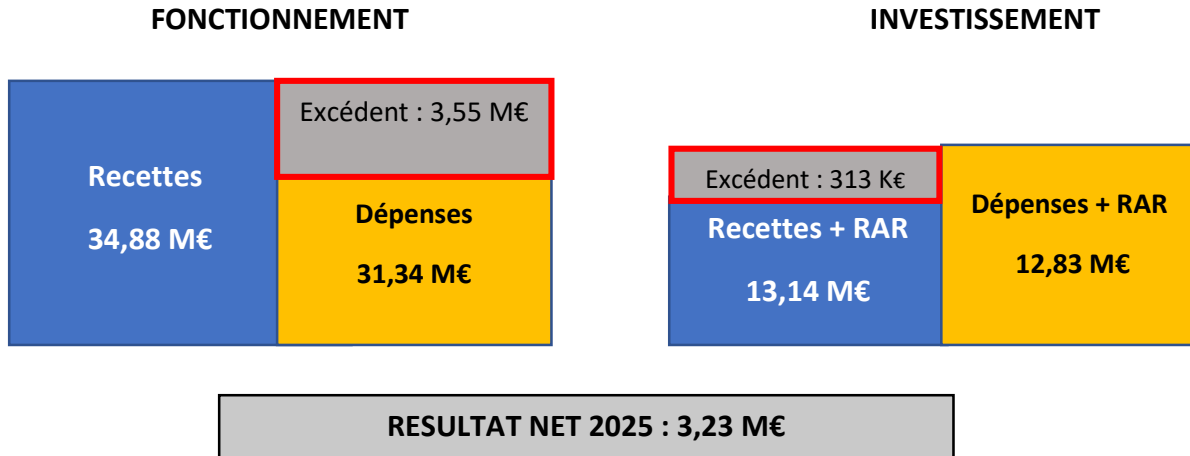 FONCTIONNEMENT
Recettes
34,88 M€
Excédent : 3,55 M€
Dépenses
31,34 M€
INVESTISSEMENT
Excédent : 313 K€
Recettes + RAR
13,14 M€
Dépenses + RAR
12,83 M€
RESULTAT NET 2025 : 3,23 M€